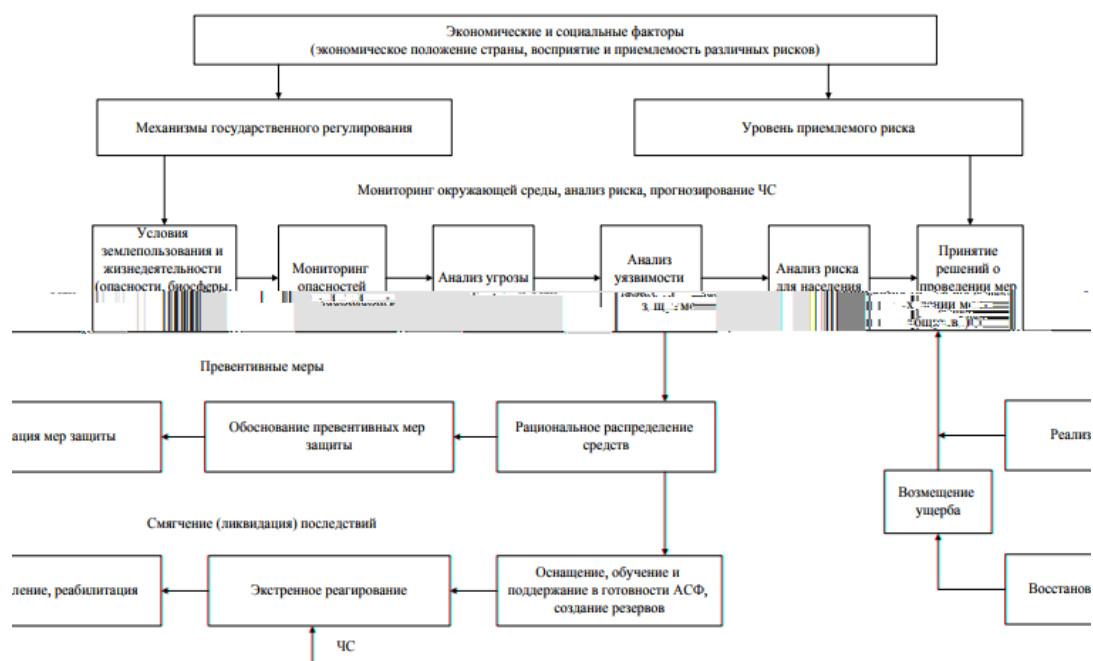 Экономические и социальные факторы
(экономическое положение страны, восприятие и приемлемость различных рисков)
Механизмы государственного регулирования
Уровень приемлемого риска
Мониторинг окружающей среды, анализ риска, прогнозирование ЧС
Условия
землепользования и
жизнедеятельности
(опасности, биосферы,
Мониторинг
опасностей
Анализ угрозы
Анализ
уязвимости
Анализ риска
для населения
Принятие
решений о
проведении мер
Превентивные меры
ация мер защиты
Обоснование превентивных мер
защиты
Рациональное распределение
средств
Реализ
Возмещение
ущерба
Смягчение (ликвидация) последствий
ление, реабилитация
Экстренное реагирование
Оснащение, обучение и
поддержание в готовности АСФ,
создание резервов
Восстанов
ЧС